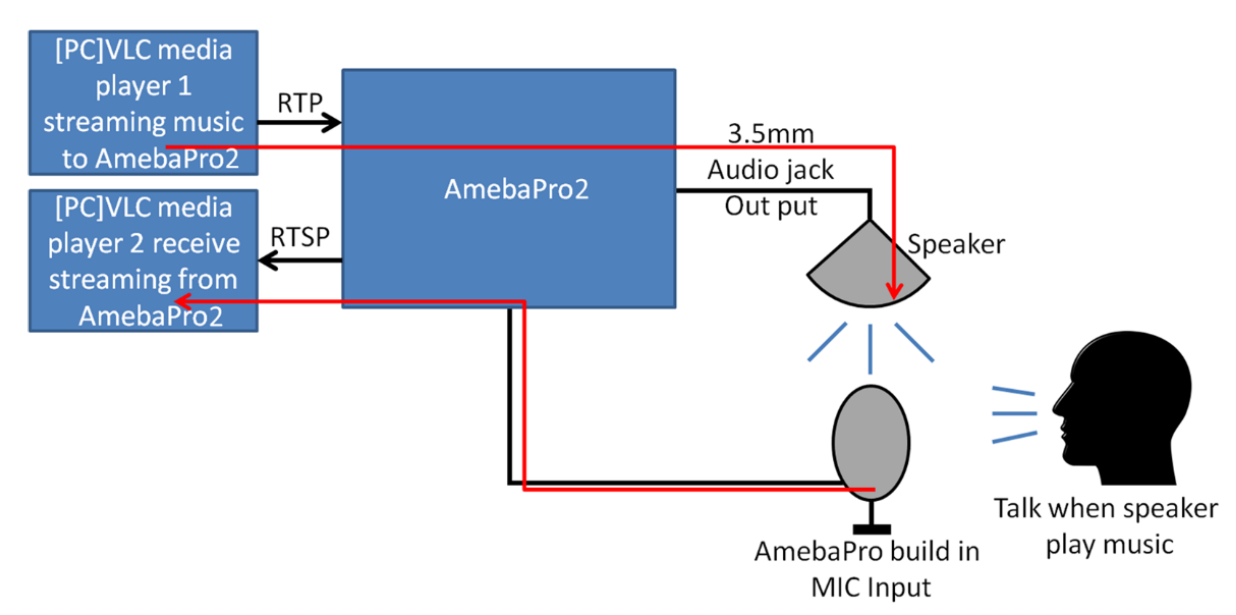 [PC]VLC media
player 1
streaming music
to AmebaPro2
RTP
[PC]VLC media
player 2 receive
streaming from
AmebaPro2
RTSP
AmebaPro2
3.5mm
Audio jack
Out put
Speaker
Talk when speaker
play music
AmebaPro build in
MIC Input